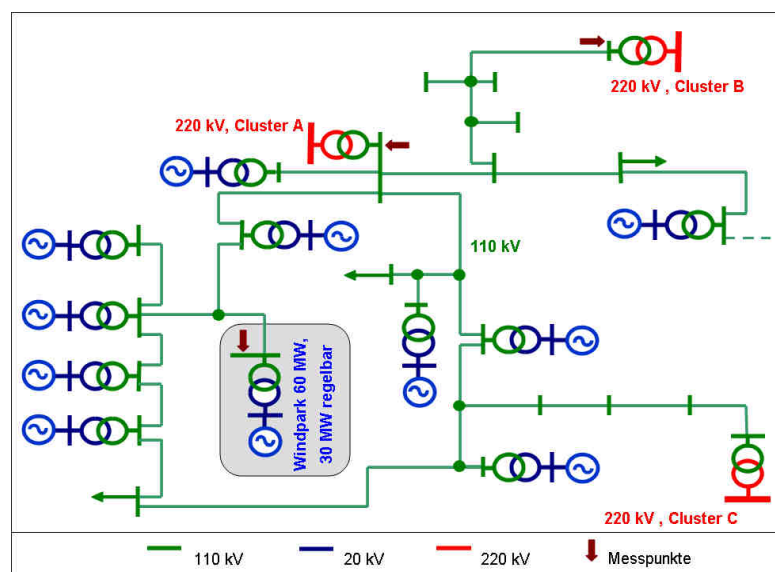 220 kV , Cluster B
220 kV, Cluster A
110 kV
Windpark 60 MW,
30 MW regelbar
220 kV , Cluster C
110 kV
20 kV
220 kV
Messpunkte